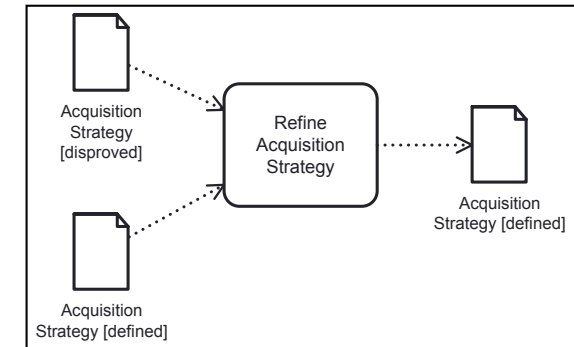 Acquisition
Strategy
[disproved]
Refine
Acquisition
Strategy
Acquisition
Strategy [defined]
Acquisition
Strategy [defined]